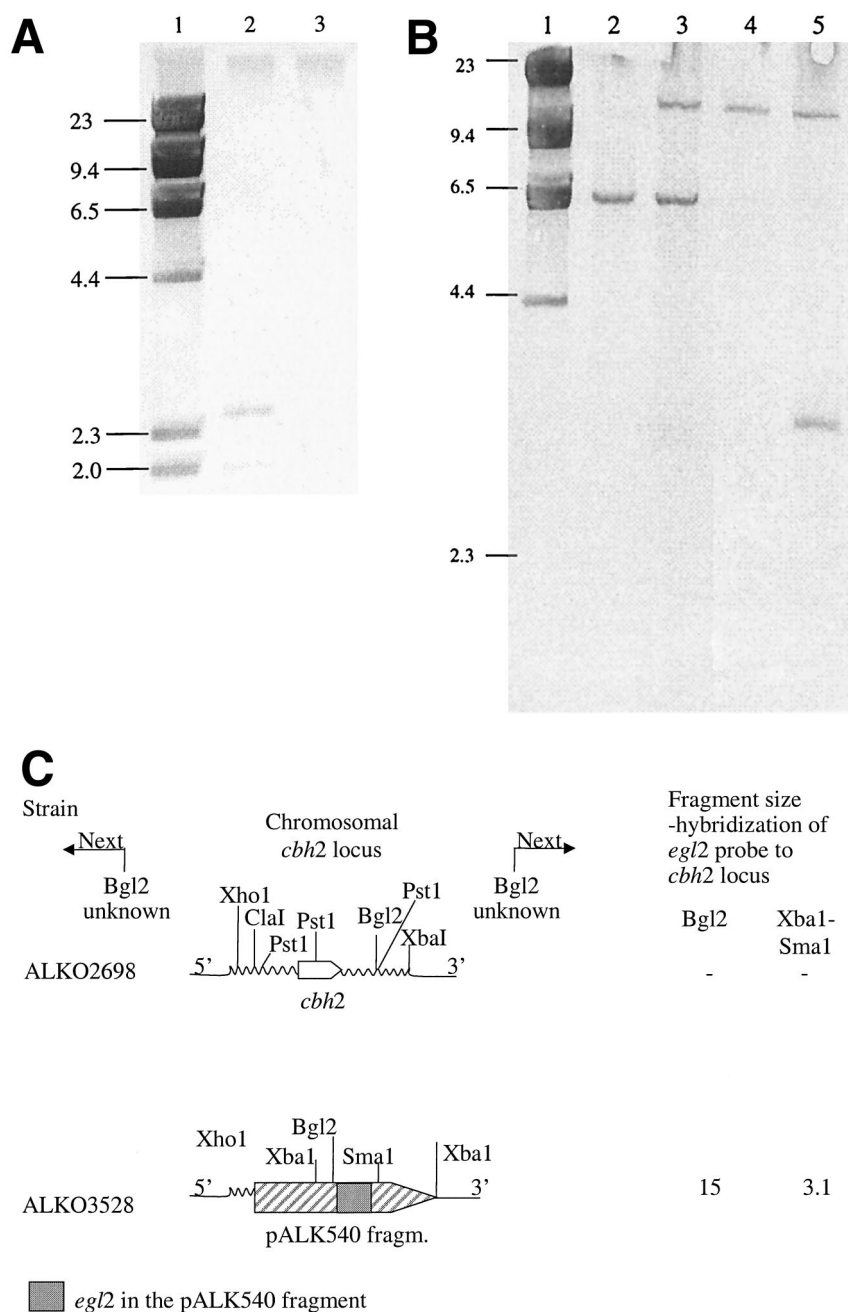 A
1 2 3
23
9.4
6.5
4.4
2.3
2.0
B
1 2 3 4 5
23
9.4
6.5
4.4
2.3
C
Strain
Next
Bgl2
unknown
Chromosomal
cbh2 locus
Next
Bgl2
unknown
Fragment size
-hybridization of
egl2 probe to
cbh2 locus
Bgl2
Xba1-
Sma1
Xho1
ClaI
Pst1
Pst1
Bgl2
Pst1
XbaI
ALKO2698
5’
3’
cbh2
-
-
Xho1
Bgl2
Xba1
Sma1
Xba1
ALKO3528
5’
3’
15
3.1
pALK540 fragm.
egl2 in the pALK540 fragment